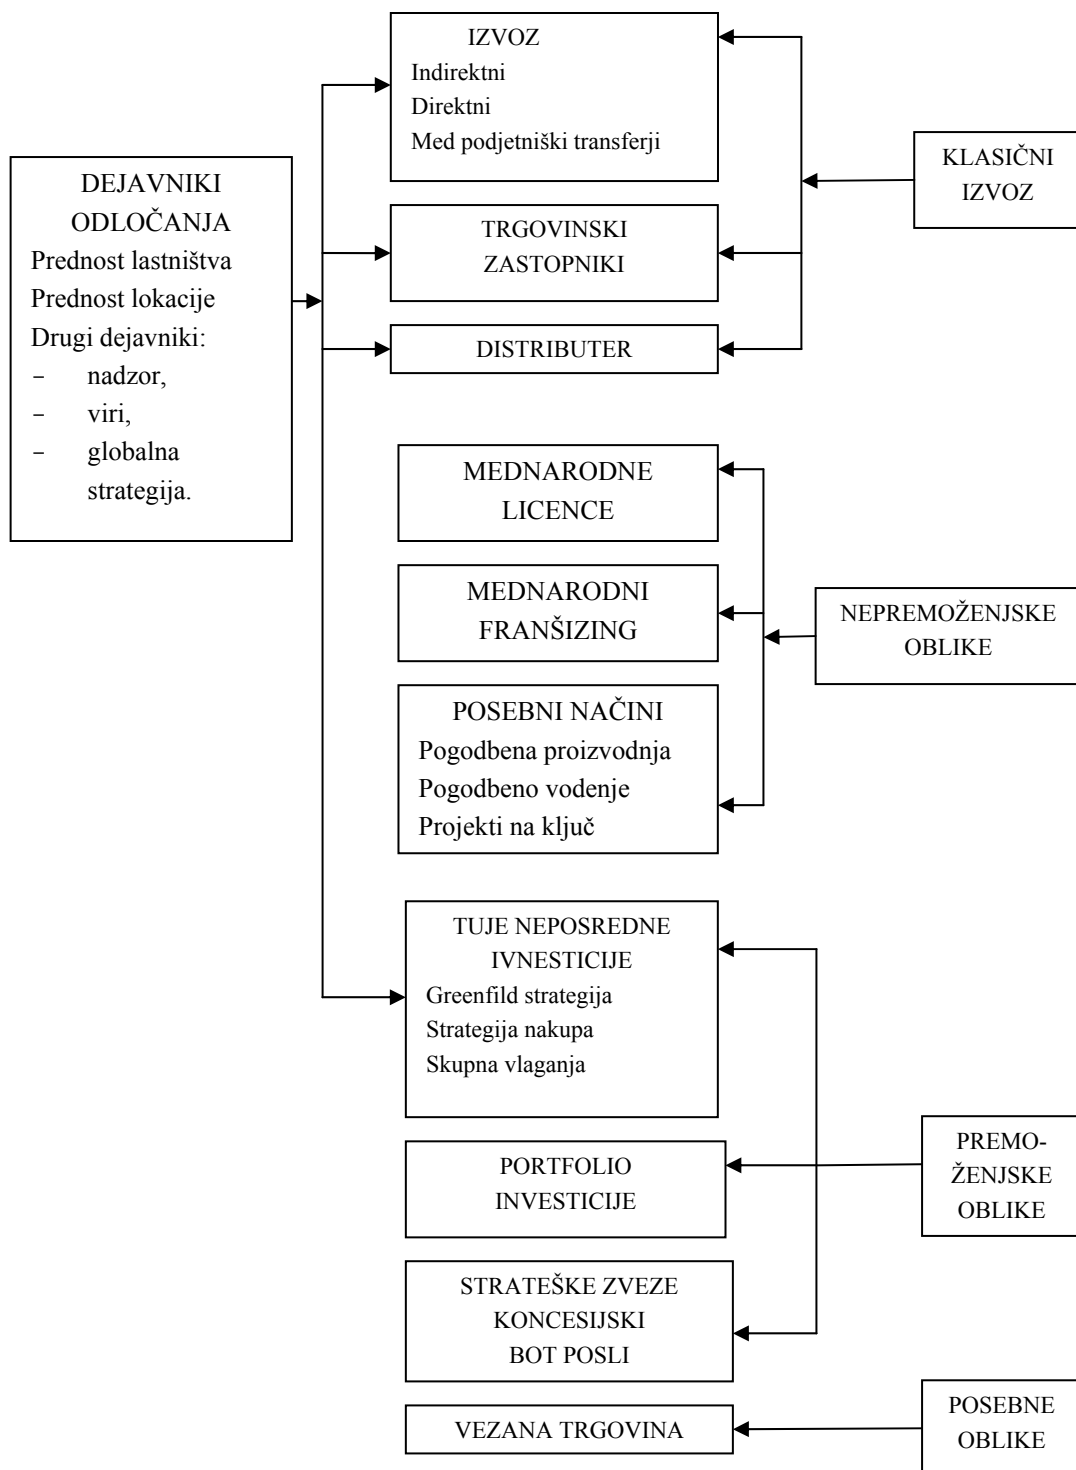 DEJAVNIKI
ODLOČANJA
Prednost lastništva
Prednost lokacije
Drugi dejavniki:
– nadzor,
– viri,
– globalna
strategija.
IZVOZ
Indirektni
Direktni
Med podjetniški transferji
TRGOVINSKI
ZASTOPNIKI
DISTRIBUTER
KLASIČNI
IZVOZ
MEDNARODNE
LICENCE
MEDNARODNI
FRANŠIZING
POSEBNI NAČINI
Pogodbena proizvodnja
Pogodbeno vodenje
Projekti na ključ
NEPREMOŽENJSKE
OBLIKE
TUJE NEPOSREDNE
IVNESTICIJE
Greenfild strategija
Strategija nakupa
Skupna vlaganja
PORTFOLIO
INVESTICIJE
STRATEŠKE ZVEZE
KONCESIJSKI
BOT POSLI
PREMO-
ŽENJSKE
OBLIKE
VEZANA TRGOVINA
POSEBNE
OBLIKE